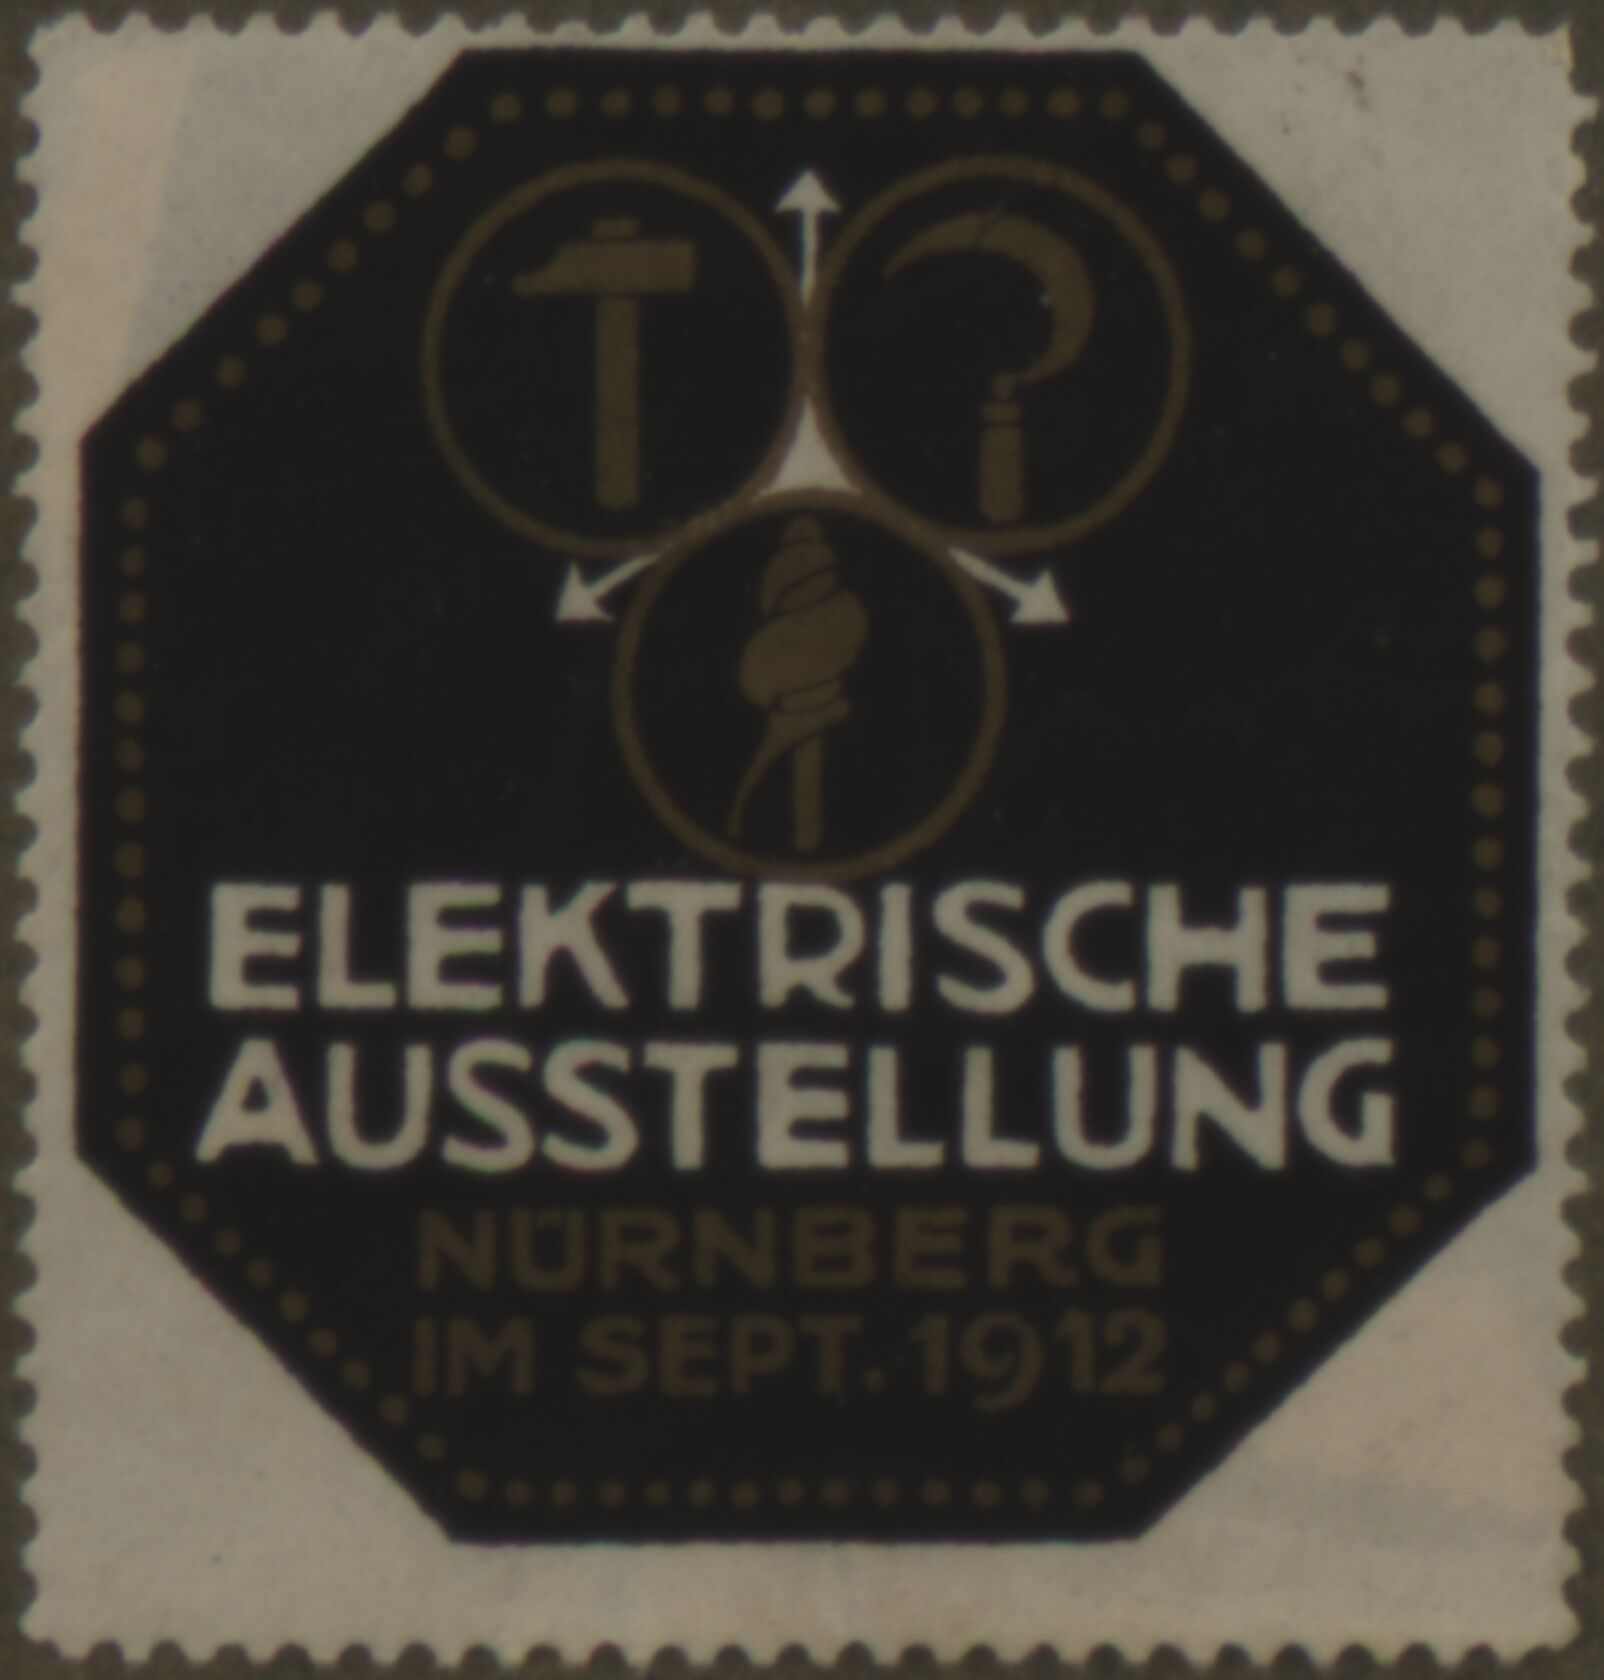 ELEKTRISCHE
AUSSTELLUNG
NÜRNBERG
IM SEPT. 1912